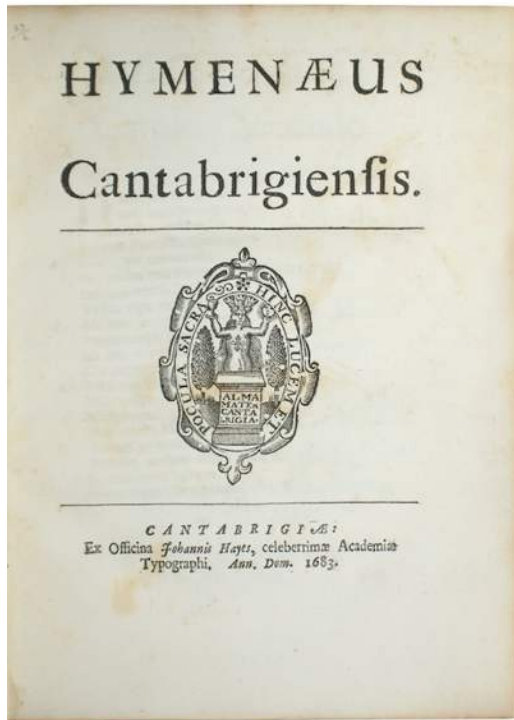 HYMENÆUS
Cantabrigienſis.
HINC LUCEM ET
POCULA SACRA
ALMA
MATER
CANTA
BRIGIA
CANTABRIGIÆ:
Ex Officina Johannis Hayes, celeberrimæ Academiæ
Typographi, Ann. Dom. 1683.